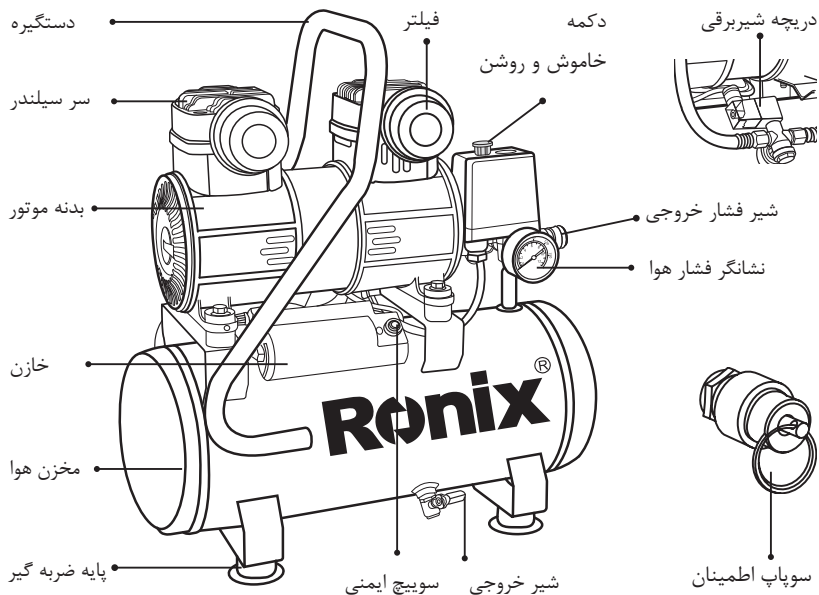 دستگیره
فیلتر
دکمه
خاموش و روشن
دریچه شیربرقی
سر سیلندر
بدنه موتور
شیر فشار خروجی
نشانگر فشار هوا
خازن
Ronix®
مخزن هوا
پایه ضربه گیر
سوییچ ایمنی
شیر خروجی
سوپاپ اطمینان